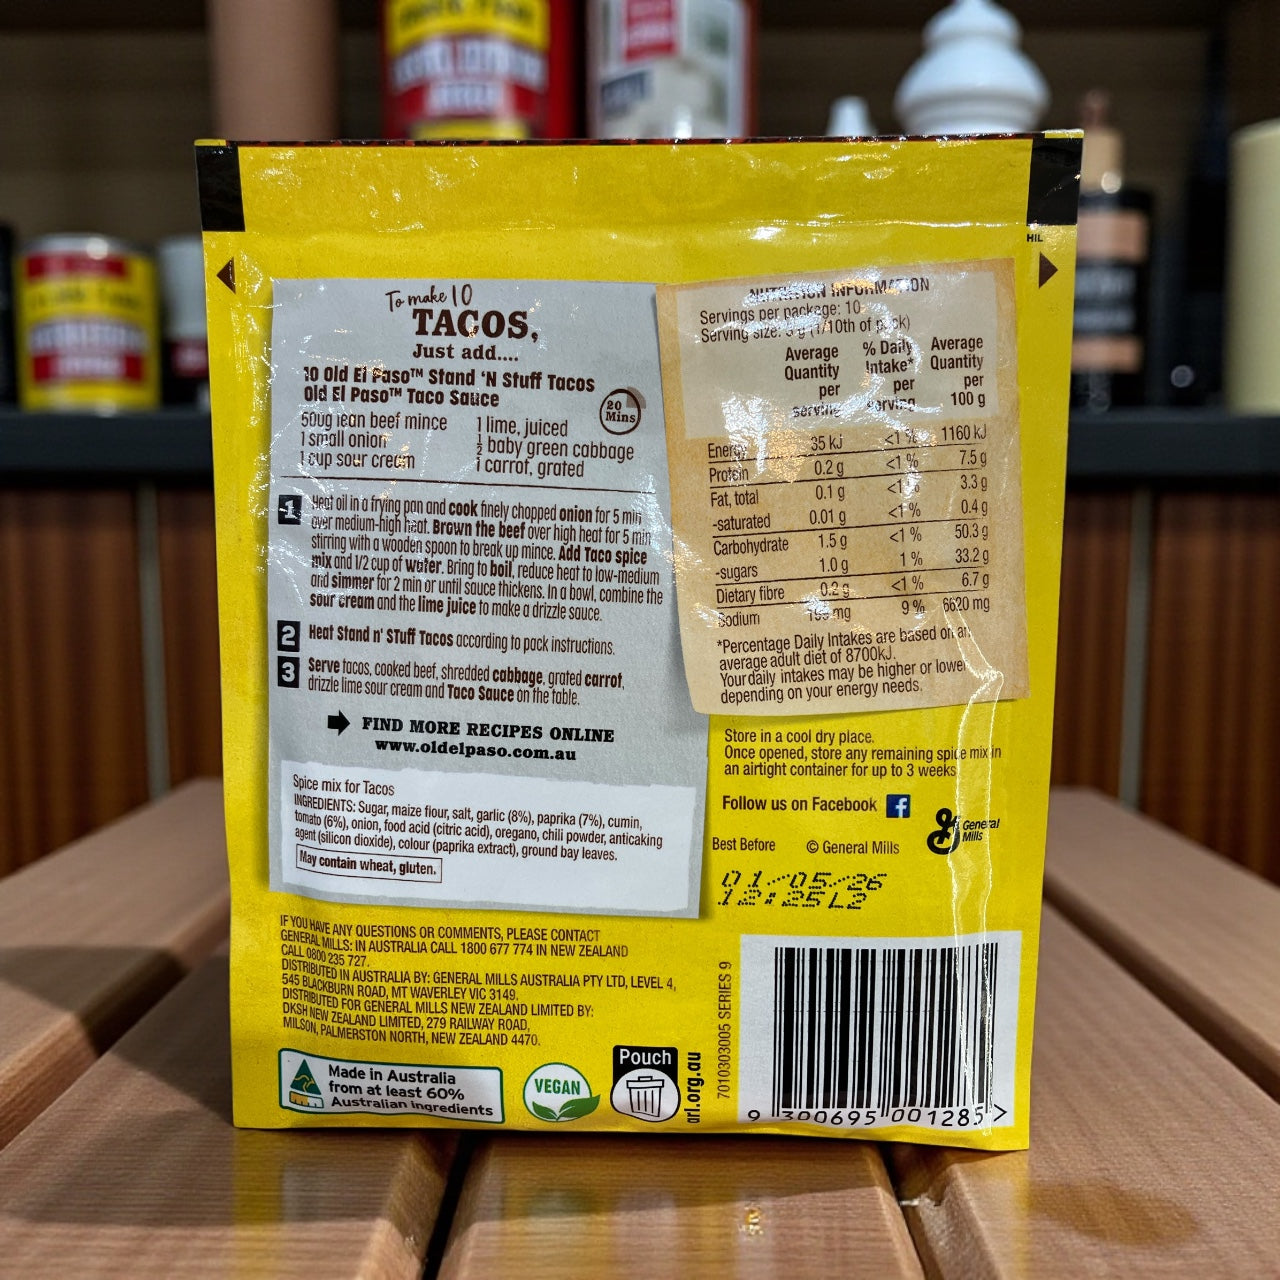 HIL
To make 10
TACOS,
Just add....
10 Old El Paso™ Stand 'N Stuff Tacos
Old El Paso™ Taco Sauce
20 Mins
500g lean beef mince
1 small onion
1 cup sour cream
1 lime, juiced
½ baby green cabbage
1 carrot, grated
1 Heat oil in a frying pan and cook finely chopped onion for 5 min
over medium-high heat. Brown the beef over high heat for 5 min
stirring with a wooden spoon to break up mince. Add Taco spice
mix and 1/2 cup of water. Bring to boil, reduce heat to low-medium
and simmer for 2 min or until sauce thickens. In a bowl, combine the
sour cream and the lime juice to make a drizzle sauce.
2 Heat Stand n' STuff Tacos according to pack instructions.
3 Serve tacos, cooked beef, shredded cabbage, grated carrot,
drizzle lime sour cream and Taco Sauce on the table.
FIND MORE RECIPES ONLINE
www.oldelpaso.com.au
Spice mix for Tacos
INGREDIENTS: Sugar, maize flour, salt, garlic (8%), paprika (7%), cumin,
tomato (6%), onion, food acid (citric acid), oregano, chili powder, anticaking
agent (silicon dioxide), colour (paprika extract), ground bay leaves.
May contain wheat, gluten.
NUTRITION INFORMATION
Servings per package: 10
Serving size: 3 g (1/10th of pack)
Average Quantity per serving
% Daily Intake* per serving
Average Quantity per 100 g
Energy 35 kJ <1 % 1160 kJ
Protein 0.2 g <1 % 7.5 g
Fat, total 0.1 g <1 % 3.3 g
-saturated 0.01 g <1 % 0.4 g
Carbohydrate 1.5 g <1 % 50.3 g
-sugars 1.0 g 1 % 33.2 g
Dietary fibre 0.2 g <1 % 6.7 g
Sodium mg 9 % 6620 mg
*Percentage Daily Intakes are based on an
average adult diet of 8700kJ.
Your daily intakes may be higher or lower
depending on your energy needs.
Store in a cool dry place.
Once opened, store any remaining spice mix in
an airtight container for up to 3 weeks
Follow us on Facebook f
General Mills
Best Before © General Mills
01/05/26
12:25L2
IF YOU HAVE ANY QUESTIONS OR COMMENTS, PLEASE CONTACT
GENERAL MILLS: IN AUSTRALIA CALL 1800 677 774 IN NEW ZEALAND
CALL 0800 235 727.
DISTRIBUTED IN AUSTRALIA BY: GENERAL MILLS AUSTRALIA PTY LTD, LEVEL 4,
545 BLACKBURN ROAD, MT WAVERLEY VIC 3149.
DISTRIBUTED FOR GENERAL MILLS NEW ZEALAND LIMITED BY:
DKSH NEW ZEALAND LIMITED, 279 RAILWAY ROAD,
MILSON, PALMERSTON NORTH, NEW ZEALAND 4470.
Made in Australia
from at least 60%
Australian ingredients
VEGAN
Pouch
arl.org.au
7010303005 SERIES 9
9 300695 001285 >